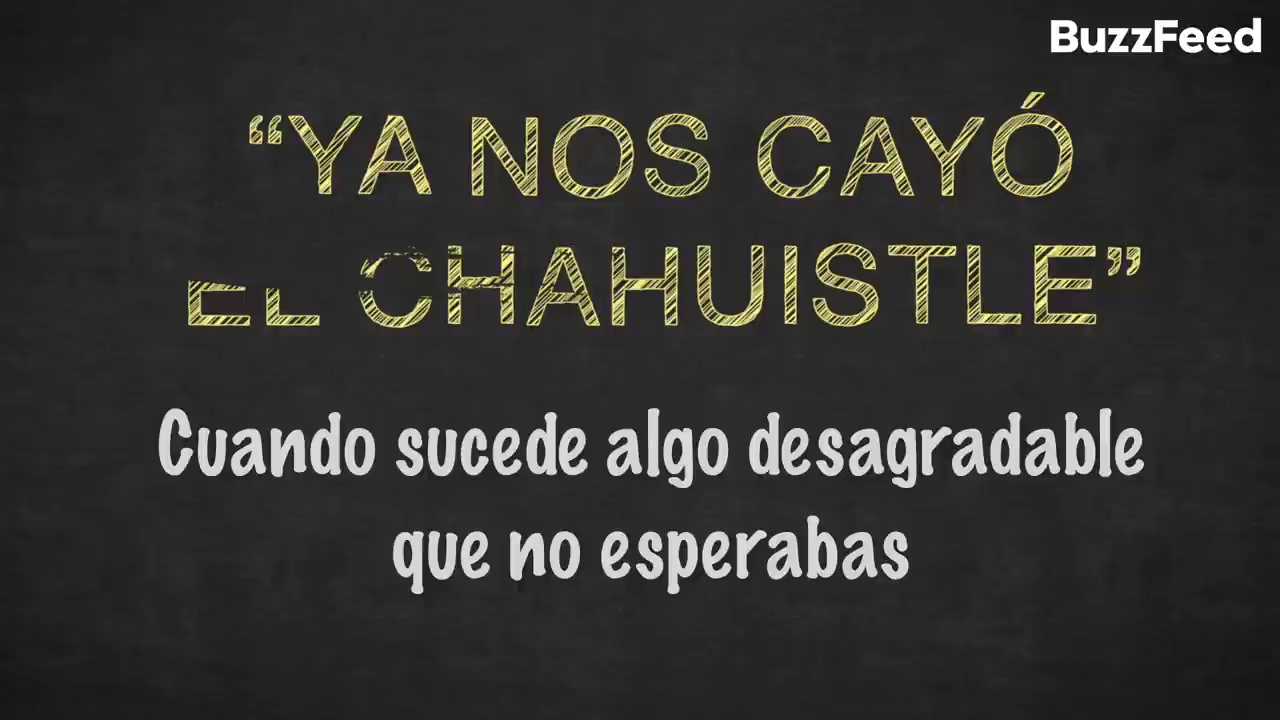 BuzzFeed
“YA NOS CAYÓ
EL CHAHUISTLE”
Cuando sucede algo desagradable
que no esperabas